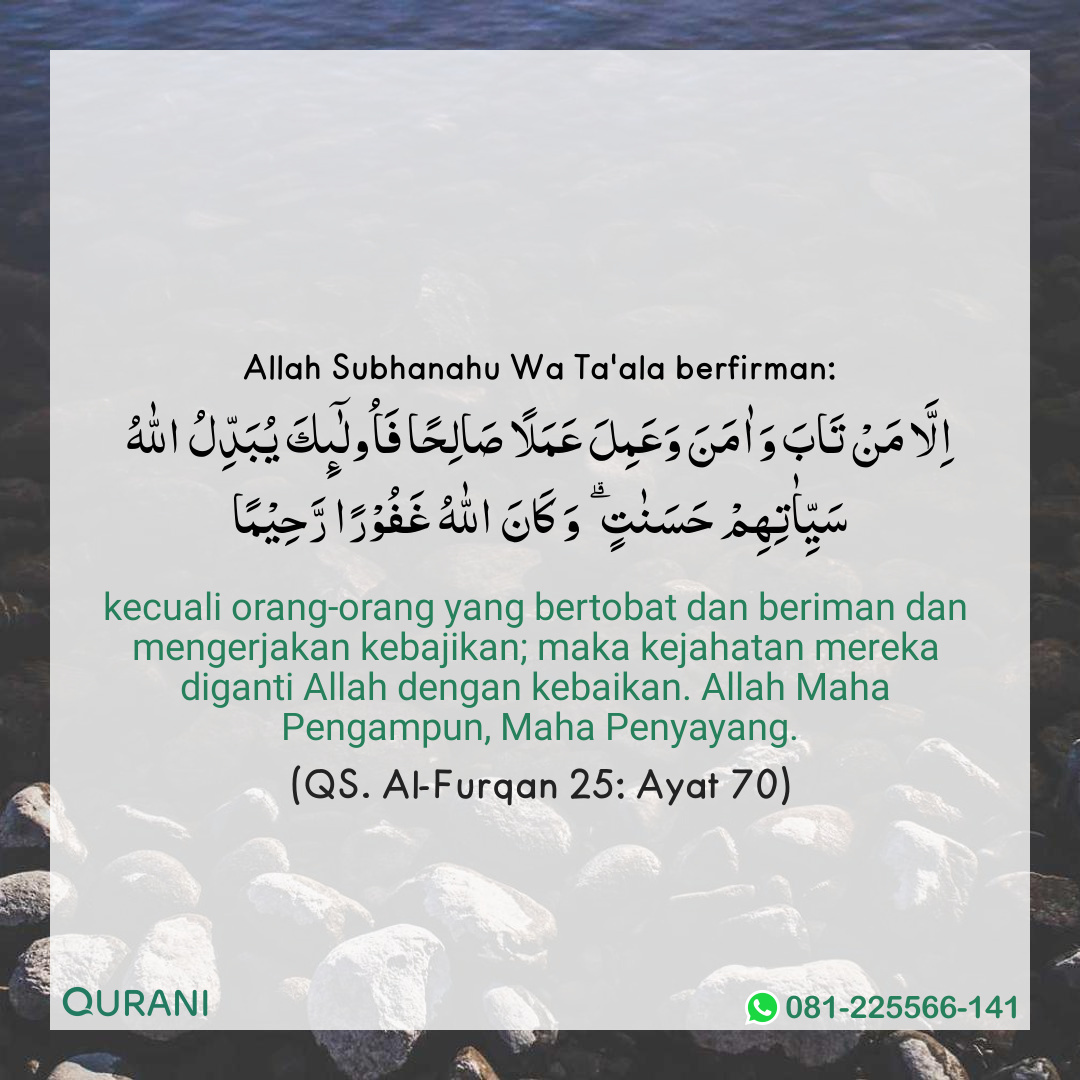 Allah Subhanahu Wa Ta'ala berfirman:
اِلَّا مَنْ تَابَ وَاٰمَنَ وَعَمِلَ عَمَلًا صَالِحًا فَاُولٰۤىِٕكَ يُبَدِّلُ اللّٰهُ
سَيِّاٰتِهِمْ حَسَنٰتٍۗ وَكَانَ اللّٰهُ غَفُوْرًا رَّحِيْمًا
kecuali orang-orang yang bertobat dan beriman dan
mengerjakan kebajikan; maka kejahatan mereka
diganti Allah dengan kebaikan. Allah Maha
Pengampun, Maha Penyayang.
(QS. Al-Furqan 25: Ayat 70)
QURANI
081-225566-141